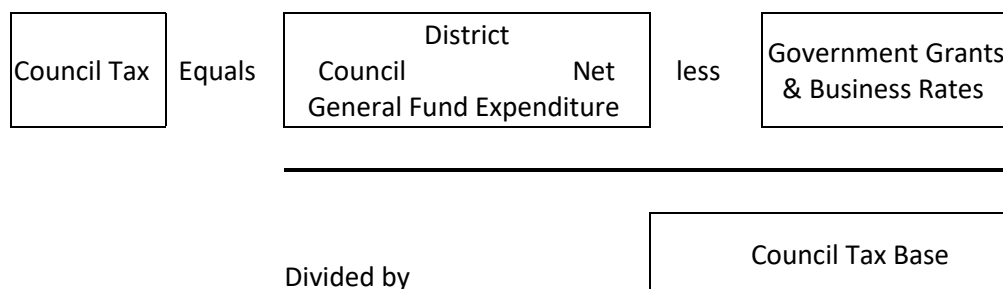 District
Council Tax Equals Council Net less Government Grants
General Fund Expenditure & Business Rates
Council Tax Base
Divided by